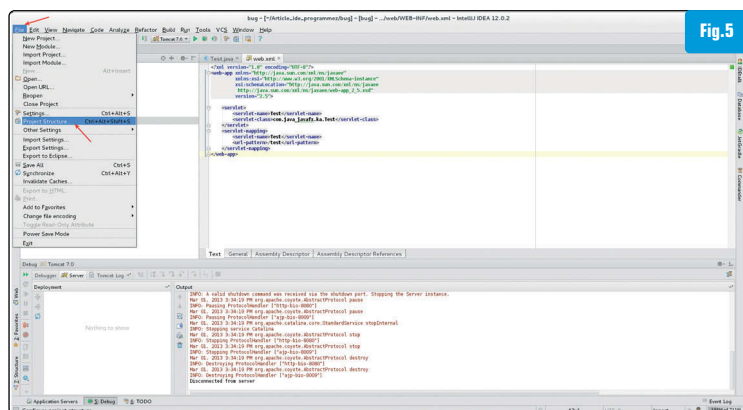 Fig.5
bug - [~/Article_ide_programmez/bug] - [bug] - .../web/WEB-INF/web.xml - IntelliJ IDEA 12.0.2
File Edit View Navigate Code Analyze Refactor Build Run Tools VCS Window Help
New Project...
New Module...
Import Project...
Import Module...
New Alt+Insert
Open...
Open URL...
Reopen
Close Project
Settings... Ctrl+Alt+S
Project Structure... Ctrl+Alt+Shift+S
Other Settings
Import Settings...
Export Settings...
Export to Eclipse...
Save All Ctrl+S
Synchronize Ctrl+Alt+Y
Invalidate Caches...
Export to HTML...
Print...
Add to Favorites
Change file encoding
Toggle Read-Only Attribute
Power Save Mode
Exit
Tomcat 7.0
Test.java web.xml
<?xml version="1.0" encoding="UTF-8"?>
<web-app xmlns="http://java.sun.com/xml/ns/javaee"
xmlns:xsi="http://www.w3.org/2001/XMLSchema-instance"
xsi:schemaLocation="http://java.sun.com/xml/ns/javaee
http://java.sun.com/xml/ns/javaee/web-app_2_5.xsd"
version="2.5">
<servlet>
<servlet-name>Test</servlet-name>
<servlet-class>com.java_javafx.ka.Test</servlet-class>
</servlet>
<servlet-mapping>
<servlet-name>Test</servlet-name>
<url-pattern>/test</url-pattern>
</servlet-mapping>
</web-app>
Text General Assembly Descriptor Assembly Descriptor References
Database
JetGradle
Commander
Debug Tomcat 7.0
Debugger Server Tomcat Log
Deployment
Nothing to show
Output
INFO: A valid shutdown command was received via the shutdown port. Stopping the Server instance.
Mar 01, 2013 3:34:19 PM org.apache.coyote.AbstractProtocol pause
INFO: Pausing ProtocolHandler ["http-bio-8080"]
Mar 01, 2013 3:34:19 PM org.apache.coyote.AbstractProtocol pause
INFO: Pausing ProtocolHandler ["ajp-bio-8009"]
Mar 01, 2013 3:34:19 PM org.apache.catalina.core.StandardService stopInternal
INFO: Stopping service Catalina
Mar 01, 2013 3:34:19 PM org.apache.coyote.AbstractProtocol stop
INFO: Stopping ProtocolHandler ["http-bio-8080"]
Mar 01, 2013 3:34:19 PM org.apache.coyote.AbstractProtocol stop
INFO: Stopping ProtocolHandler ["ajp-bio-8009"]
Mar 01, 2013 3:34:19 PM org.apache.coyote.AbstractProtocol destroy
INFO: Destroying ProtocolHandler ["http-bio-8080"]
Mar 01, 2013 3:34:19 PM org.apache.coyote.AbstractProtocol destroy
INFO: Destroying ProtocolHandler ["ajp-bio-8009"]
Disconnected from server
Web
2: Favorites
Structure
Application Servers 5: Debug 6: TODO
Event Log